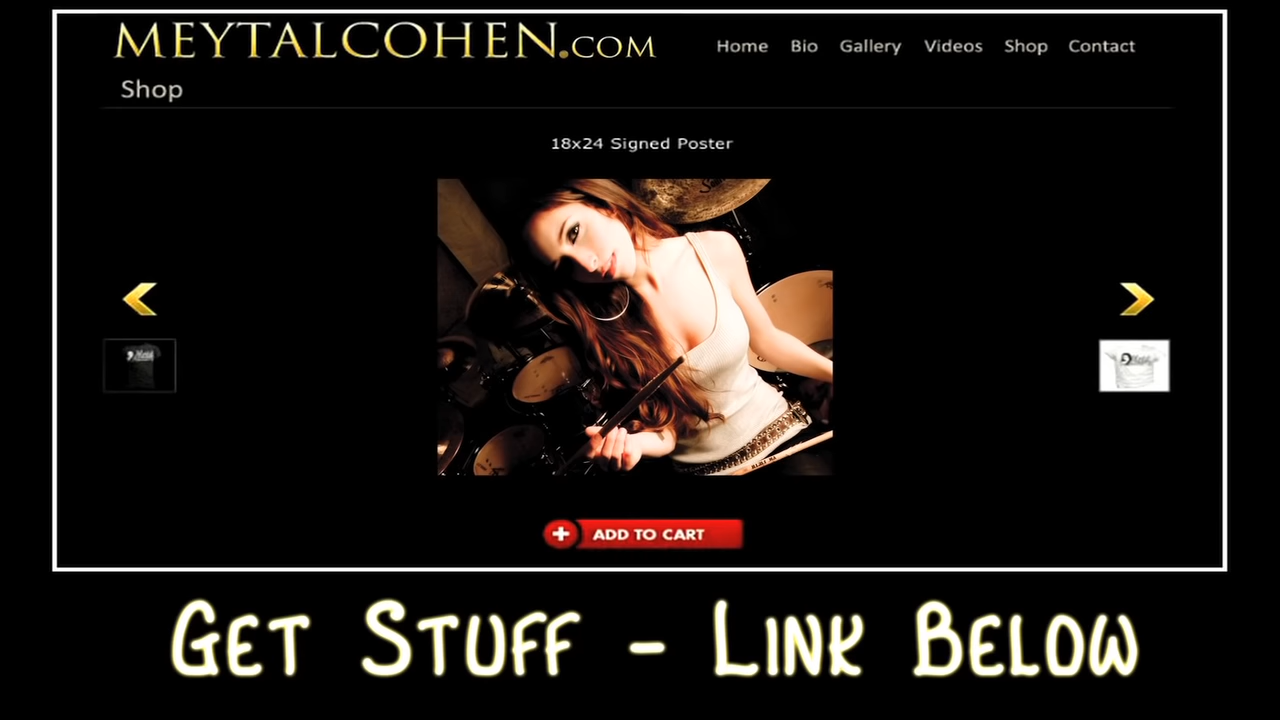 MEYTALCOHEN.COM
Home Bio Gallery Videos Shop Contact
Shop
18x24 Signed Poster
ADD TO CART
GET STUFF - LINK BELOW